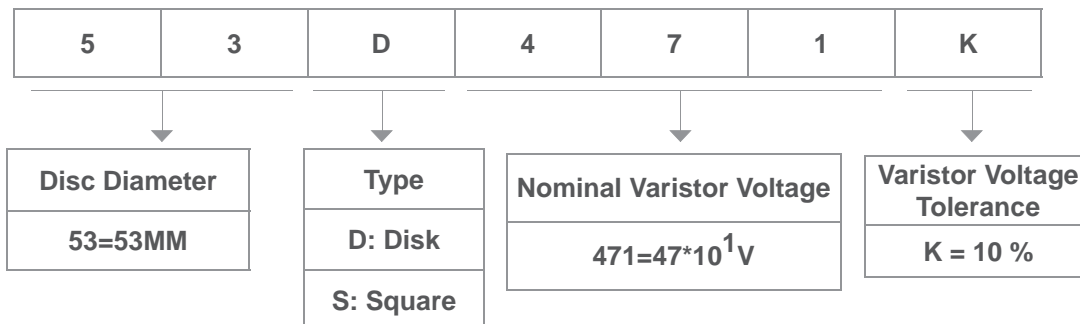 5 3 D 4 7 1 K
Disc Diameter
53=53MM
Type
D: Disk
S: Square
Nominal Varistor Voltage
471=47*10¹V
Varistor Voltage
Tolerance
K = 10 %